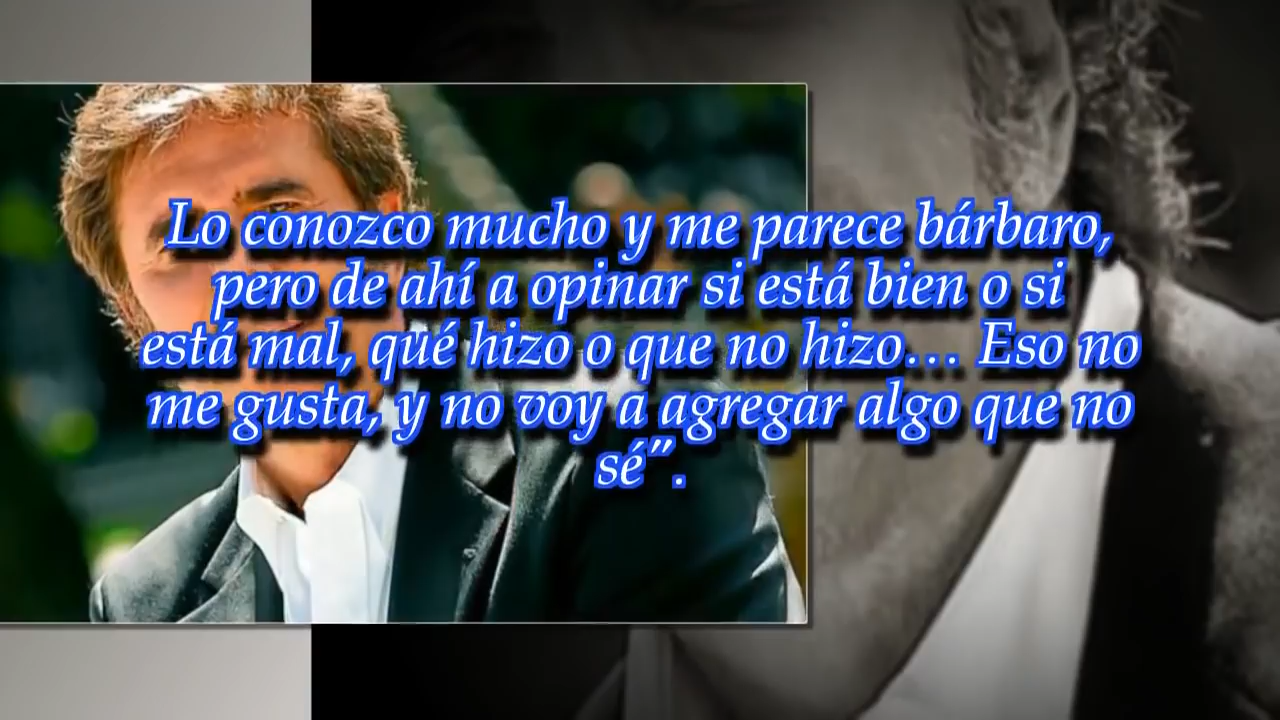 Lo conozco mucho y me parece bárbaro,
pero de ahí a opinar si está bien o si
está mal, qué hizo o que no hizo… Eso no
me gusta, y no voy a agregar algo que no
sé”.